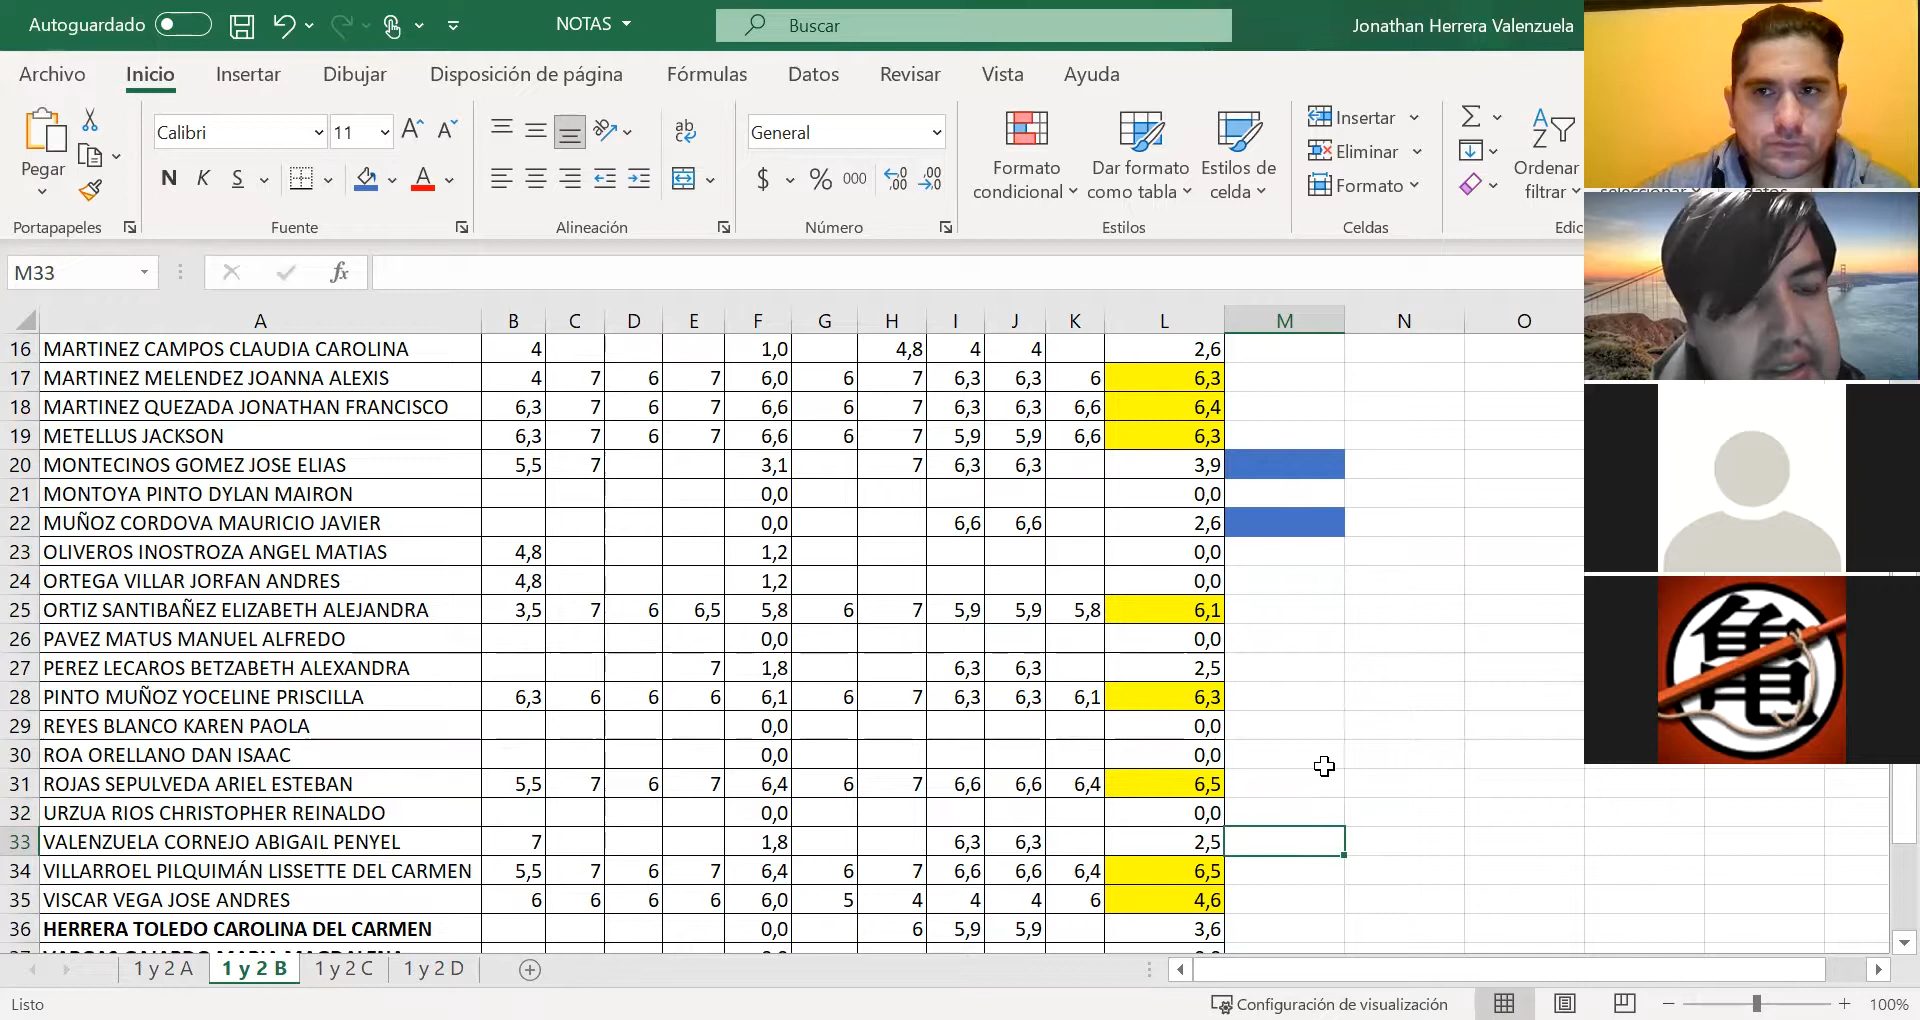 Autoguardado NOTAS Buscar Jonathan Herrera Valenzuela
Archivo Inicio Insertar Dibujar Disposición de página Fórmulas Datos Revisar Vista Ayuda
Pegar
Calibri 11
N K S
General
$ % 000
Formato condicional
Dar formato como tabla
Estilos de celda
Insertar
Eliminar
Formato
Ordenar
filtrar
Portapapeles Fuente Alineación Número Estilos Celdas Edic
M33 fx
A B C D E F G H I J K L M N O
16 MARTINEZ CAMPOS CLAUDIA CAROLINA 4 1,0 4,8 4 4 2,6
17 MARTINEZ MELENDEZ JOANNA ALEXIS 4 7 6 7 6,0 6 7 6,3 6,3 6 6,3
18 MARTINEZ QUEZADA JONATHAN FRANCISCO 6,3 7 6 7 6,6 6 7 6,3 6,3 6,6 6,4
19 METELLUS JACKSON 6,3 7 6 7 6,6 6 7 5,9 5,9 6,6 6,3
20 MONTECINOS GOMEZ JOSE ELIAS 5,5 7 3,1 7 6,3 6,3 3,9
21 MONTOYA PINTO DYLAN MAIRON 0,0 0,0
22 MUÑOZ CORDOVA MAURICIO JAVIER 0,0 6,6 6,6 2,6
23 OLIVEROS INOSTROZA ANGEL MATIAS 4,8 1,2 0,0
24 ORTEGA VILLAR JORFAN ANDRES 4,8 1,2 0,0
25 ORTIZ SANTIBAÑEZ ELIZABETH ALEJANDRA 3,5 7 6 6,5 5,8 6 7 5,9 5,9 5,8 6,1
26 PAVEZ MATUS MANUEL ALFREDO 0,0 0,0
27 PEREZ LECAROS BETZABETH ALEXANDRA 7 1,8 6,3 6,3 2,5
28 PINTO MUÑOZ YOCELINE PRISCILLA 6,3 6 6 6 6,1 6 7 6,3 6,3 6,1 6,3
29 REYES BLANCO KAREN PAOLA 0,0 0,0
30 ROA ORELLANO DAN ISAAC 0,0 0,0
31 ROJAS SEPULVEDA ARIEL ESTEBAN 5,5 7 6 7 6,4 6 7 6,6 6,6 6,4 6,5
32 URZUA RIOS CHRISTOPHER REINALDO 0,0 0,0
33 VALENZUELA CORNEJO ABIGAIL PENYEL 7 1,8 6,3 6,3 2,5
34 VILLARROEL PILQUIMÁN LISSETTE DEL CARMEN 5,5 7 6 7 6,4 6 7 6,6 6,6 6,4 6,5
35 VISCAR VEGA JOSE ANDRES 6 6 6 6 6,0 5 4 4 4 6 4,6
36 HERRERA TOLEDO CAROLINA DEL CARMEN 0,0 6 5,9 5,9 3,6
1 y 2 A 1 y 2 B 1 y 2 C 1 y 2 D
Listo Configuración de visualización 100%
亀